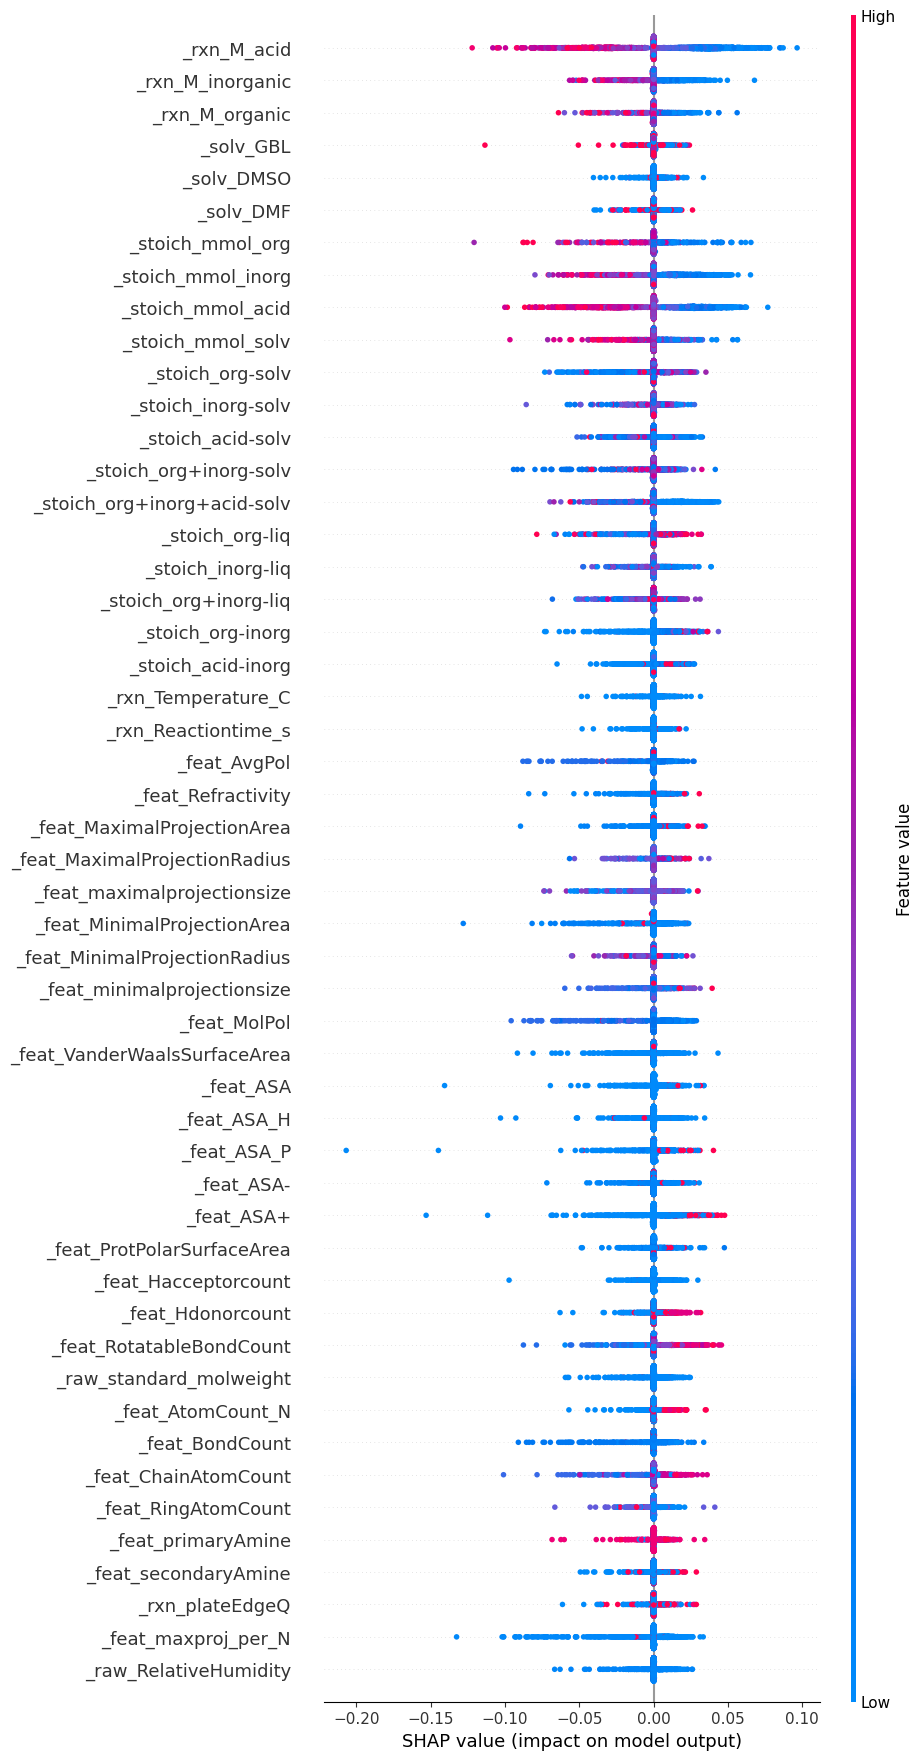 High
_rxn_M_acid
_rxn_M_inorganic
_rxn_M_organic
_solv_GBL
_solv_DMSO
_solv_DMF
_stoich_mmol_org
_stoich_mmol_inorg
_stoich_mmol_acid
_stoich_mmol_solv
_stoich_org-solv
_stoich_inorg-solv
_stoich_acid-solv
_stoich_org+inorg-solv
_stoich_org+inorg+acid-solv
_stoich_org-liq
_stoich_inorg-liq
_stoich_org+inorg-liq
_stoich_org-inorg
_stoich_acid-inorg
_rxn_Temperature_C
_rxn_Reactiontime_s
_feat_AvgPol
_feat_Refractivity
_feat_MaximalProjectionArea
_feat_MaximalProjectionRadius
_feat_maximalprojectionsize
_feat_MinimalProjectionArea
_feat_MinimalProjectionRadius
_feat_minimalprojectionsize
_feat_MolPol
_feat_VanderWaalsSurfaceArea
_feat_ASA
_feat_ASA_H
_feat_ASA_P
_feat_ASA-
_feat_ASA+
_feat_ProtPolarSurfaceArea
_feat_Hacceptorcount
_feat_Hdonorcount
_feat_RotatableBondCount
_raw_standard_molweight
_feat_AtomCount_N
_feat_BondCount
_feat_ChainAtomCount
_feat_RingAtomCount
_feat_primaryAmine
_feat_secondaryAmine
_rxn_plateEdgeQ
_feat_maxproj_per_N
_raw_RelativeHumidity
Feature value
Low
−0.20 −0.15 −0.10 −0.05 0.00 0.05 0.10
SHAP value (impact on model output)